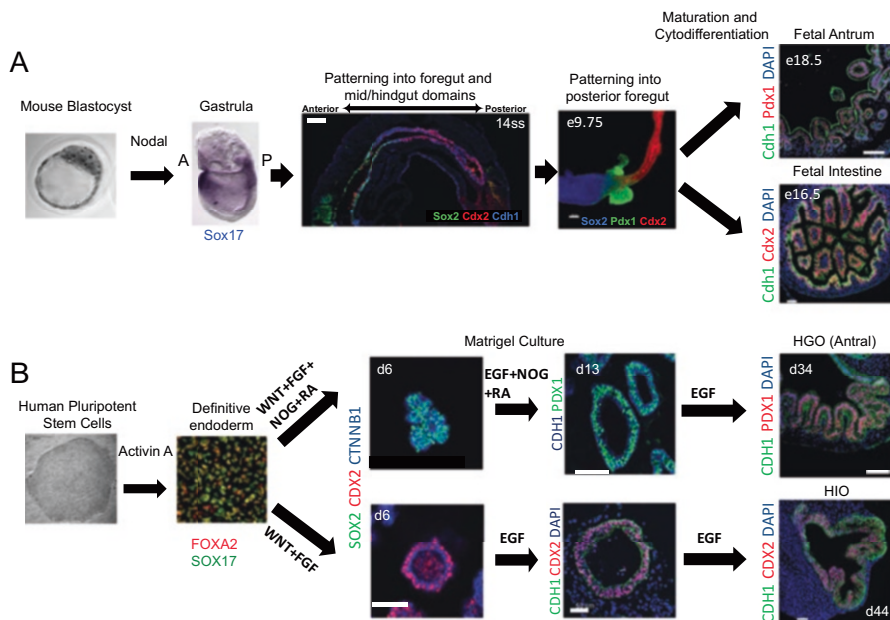 A
Mouse Blastocyst
Nodal
Gastrula
A
P
Sox17
Patterning into foregut and
mid/hindgut domains
Anterior
Posterior
14ss
Sox2 Cdx2 Cdh1
Patterning into
posterior foregut
e9.75
Sox2 Pdx1 Cdx2
Maturation and
Cytodifferentiation
Fetal Antrum
e18.5
Cdh1 Pdx1 DAPI
Fetal Intestine
e16.5
Cdh1 Cdx2 DAPI
B
Human Pluripotent
Stem Cells
Activin A
Definitive
endoderm
FOXA2
SOX17
WNT+FGF+
NOG+RA
WNT+FGF
Matrigel Culture
SOX2 CDX2 CTNNB1
d6
EGF+NOG
+RA
CDH1 PDX1
d13
EGF
HGO (Antral)
CDH1 PDX1 DAPI
d34
d6
EGF
CDH1 CDX2 DAPI
EGF
HIO
CDH1 CDX2 DAPI
d44